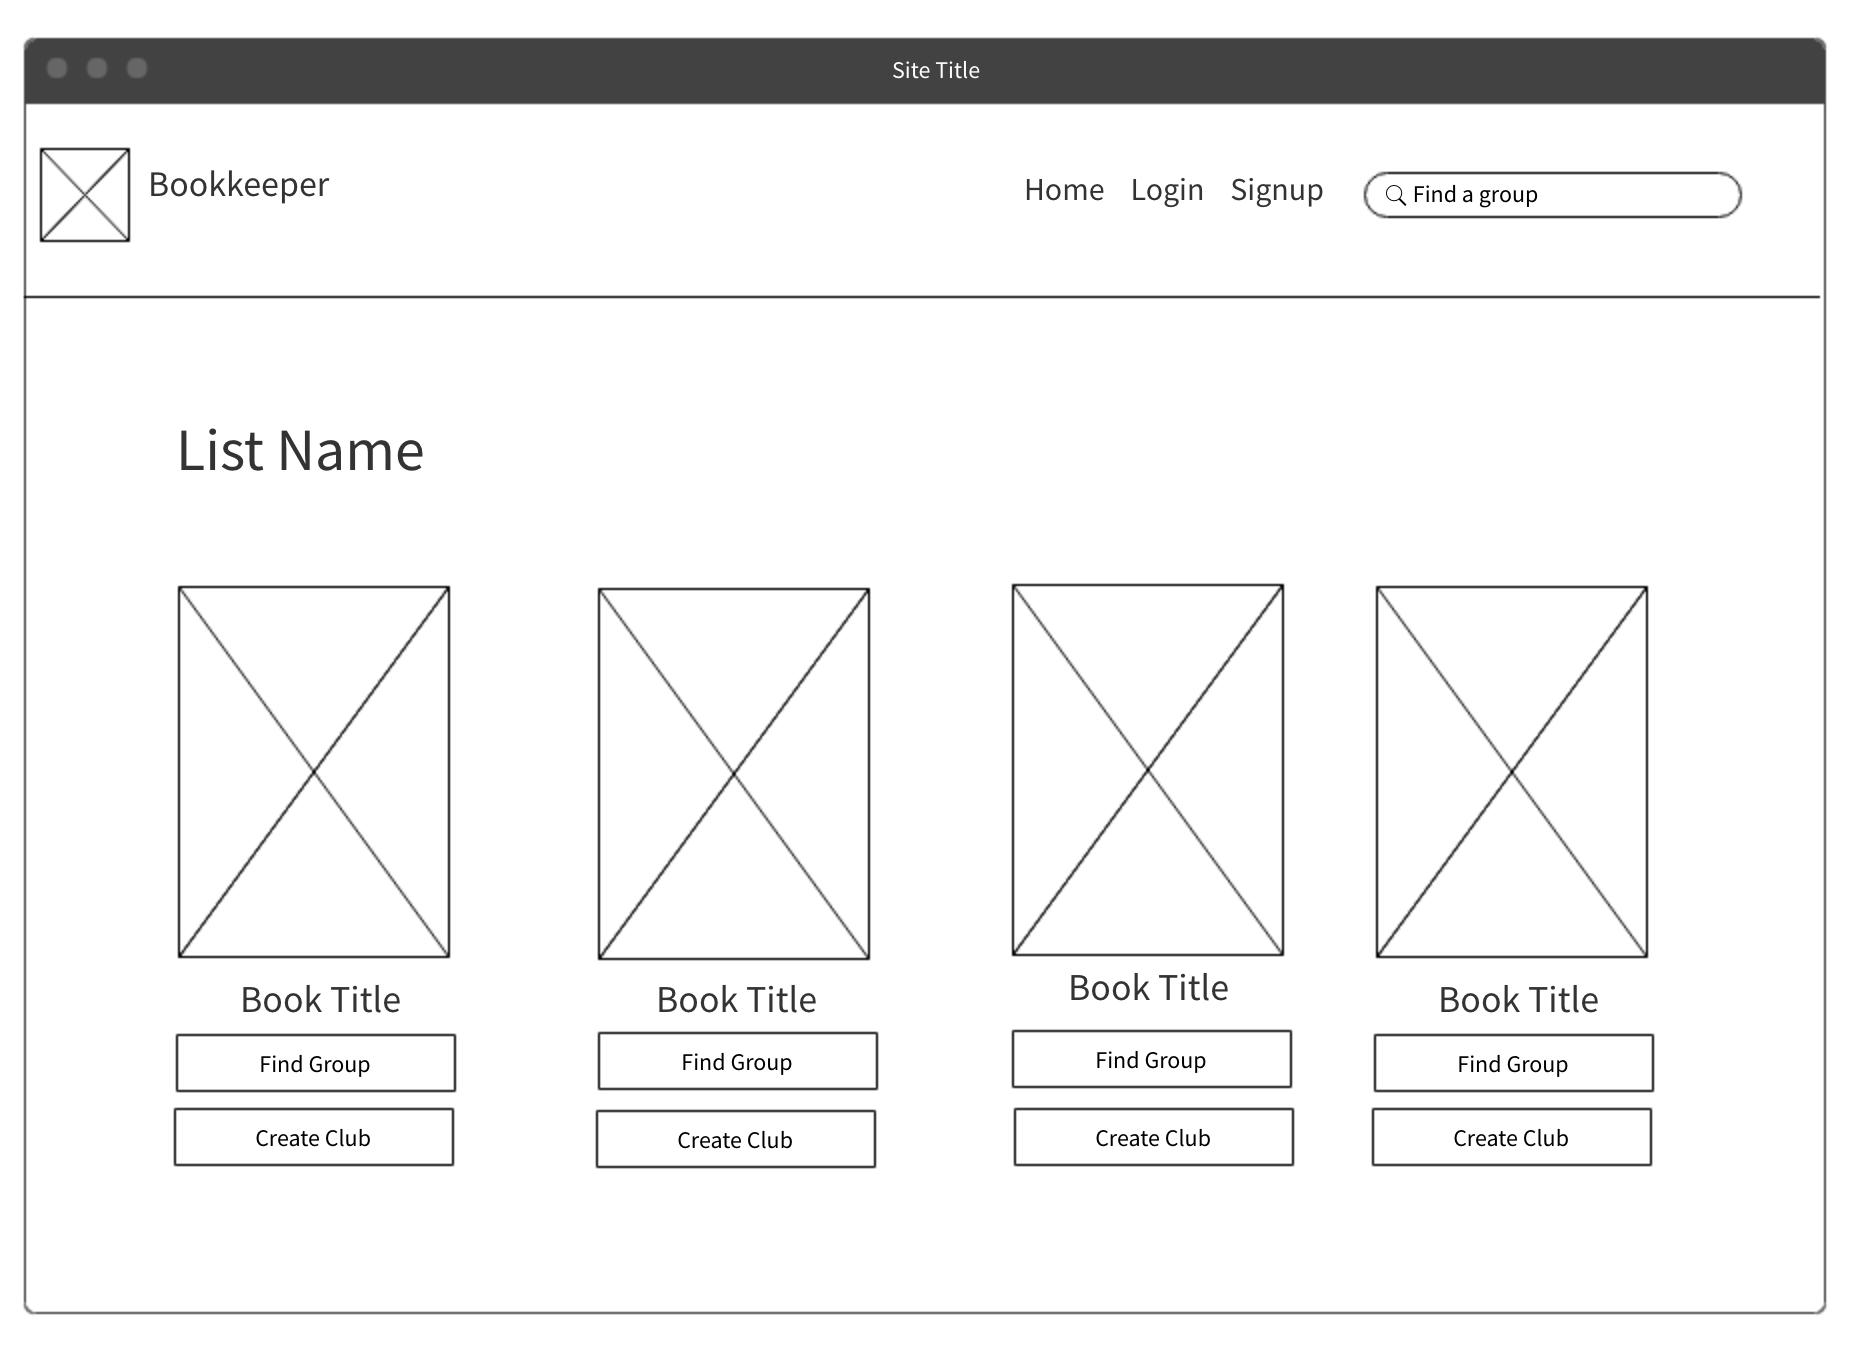 Site Title
Bookkeeper
Home Login Signup Find a group
List Name
Book Title Book Title Book Title Book Title
Find Group Find Group Find Group Find Group
Create Club Create Club Create Club Create Club